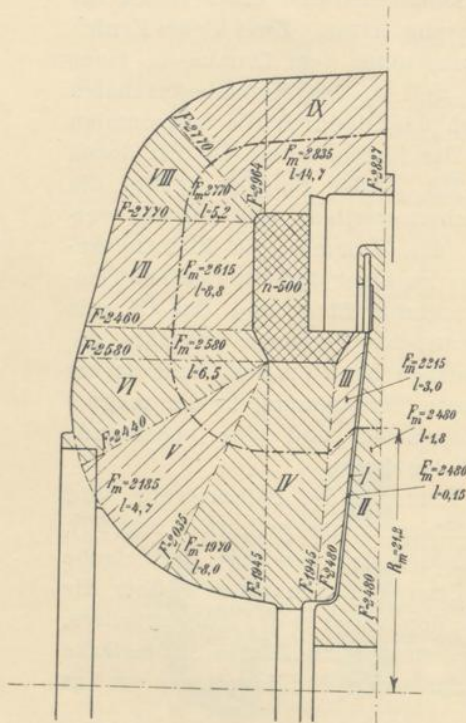 IX
F=2770
F=2964
Fm=2835
l=14,7
F=2827
VIII
Fm=2770
l=5,2
F=2770
VII
Fm=2615
l=8,8
n=500
F=2460
F=2580
Fm=2580
l=6,5
VI
III
Fm=2215
l=3,0
F=2440
Fm=2480
l=1,8
V
I
Fm=2480
l=0,15
Fm=2185
l=4,7
IV
II
F=2035
Fm=1970
l=8,0
F=1945
F=1945
F=2480
F=2480
Rm=21,2